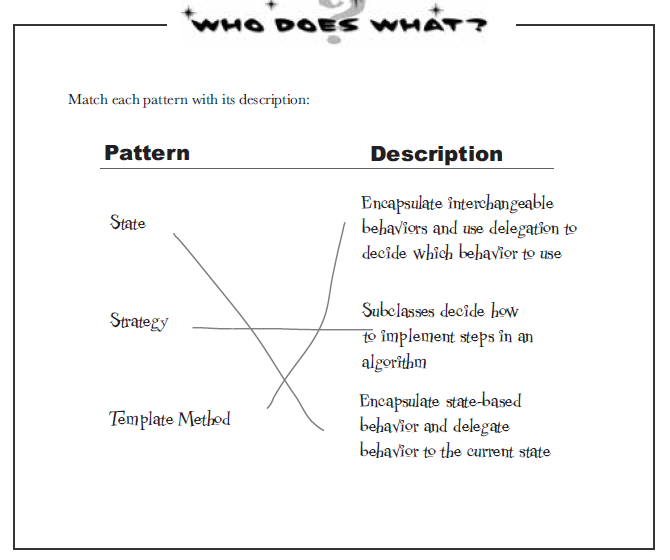 WHO DOES WHAT?
Match each pattern with its description:
Pattern
Description
State
Encapsulate interchangeable
behaviors and use delegation to
decide which behavior to use
Strategy
Subclasses decide how
to implement steps in an
algorithm
Template Method
Encapsulate state-based
behavior and delegate
behavior to the current state